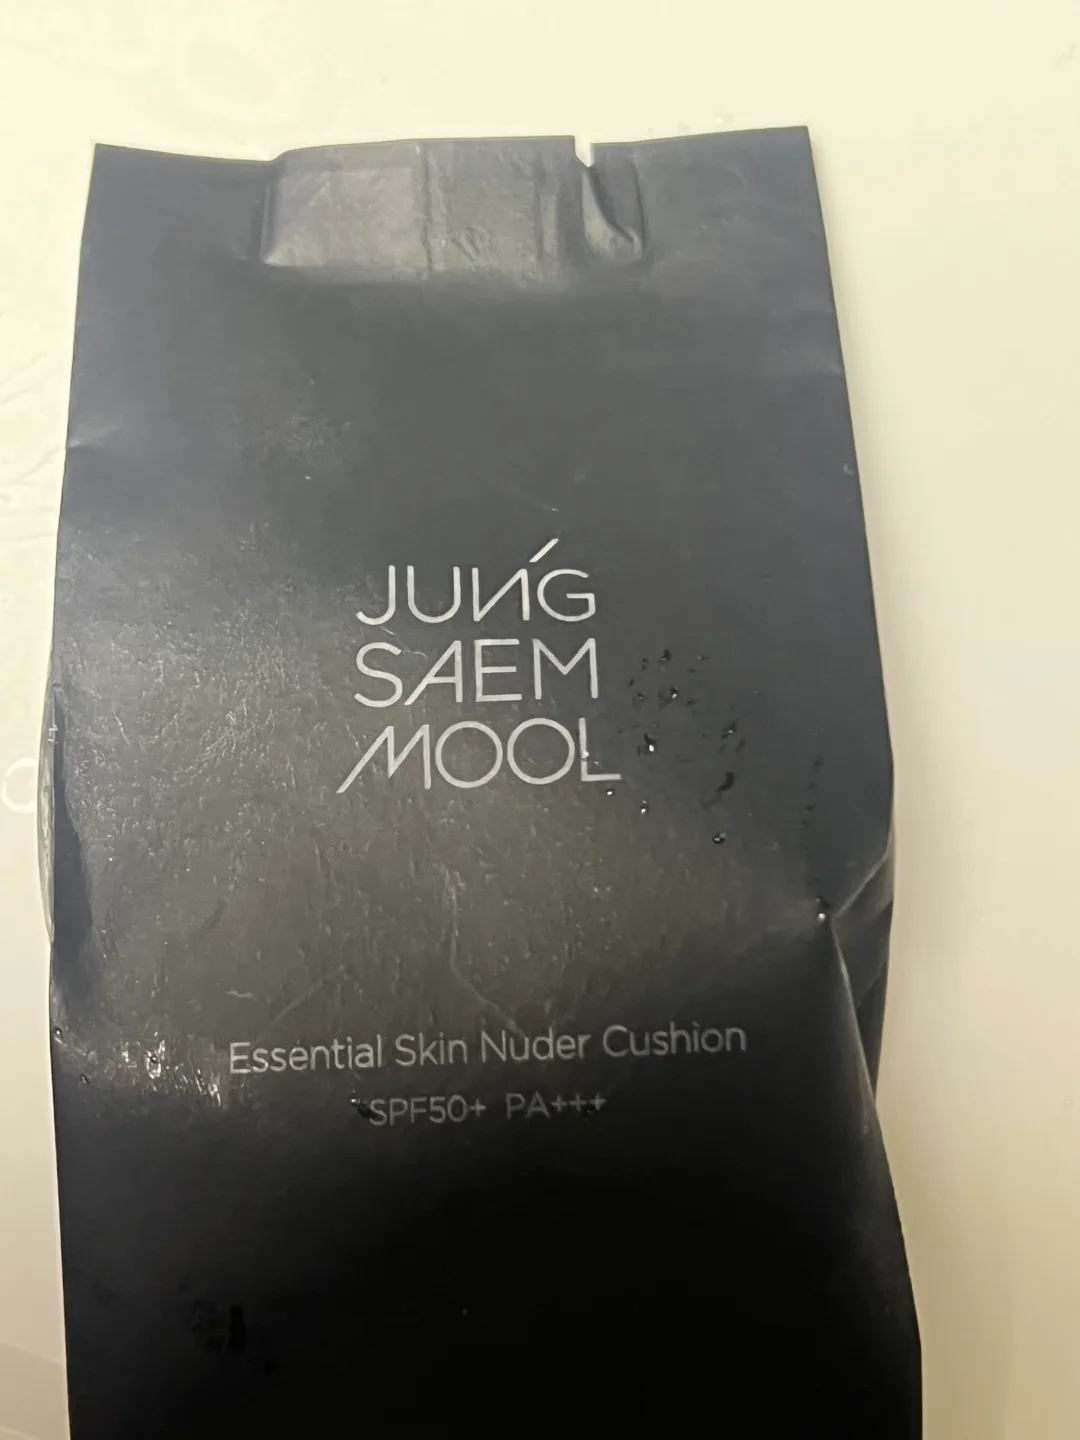 JUNG
SAEM
MOOL
Essential Skin Nuder Cushion
SPF50+ PA+++